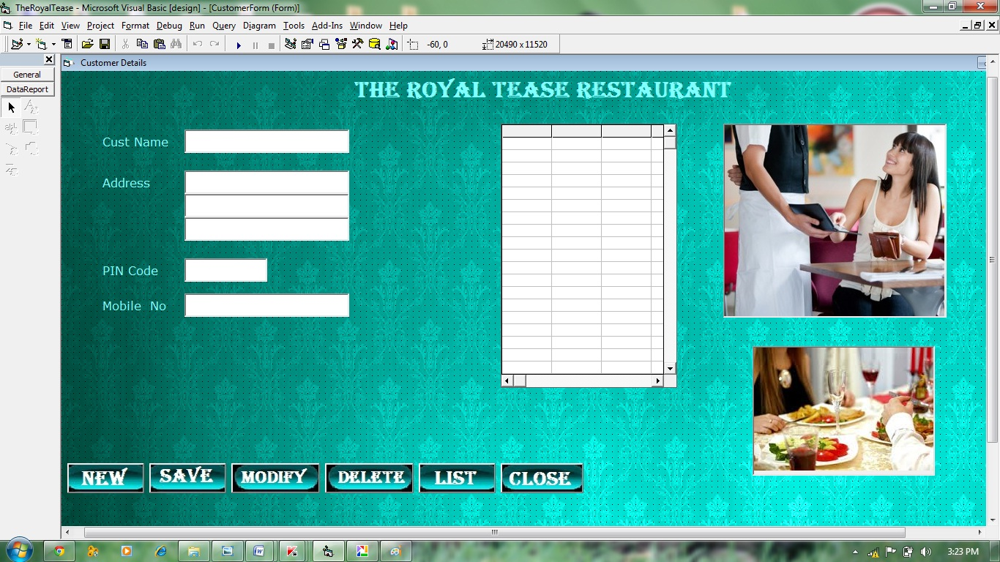 TheRoyalTease - Microsoft Visual Basic [design] - [CustomerForm (Form)]
File Edit View Project Format Debug Run Query Diagram Tools Add-Ins Window Help
-60, 0 20490 x 11520
General
DataReport
Customer Details
THE ROYAL TEASE RESTAURANT
Cust Name
Address
PIN Code
Mobile No
NEW SAVE MODIFY DELETE LIST CLOSE
3:23 PM